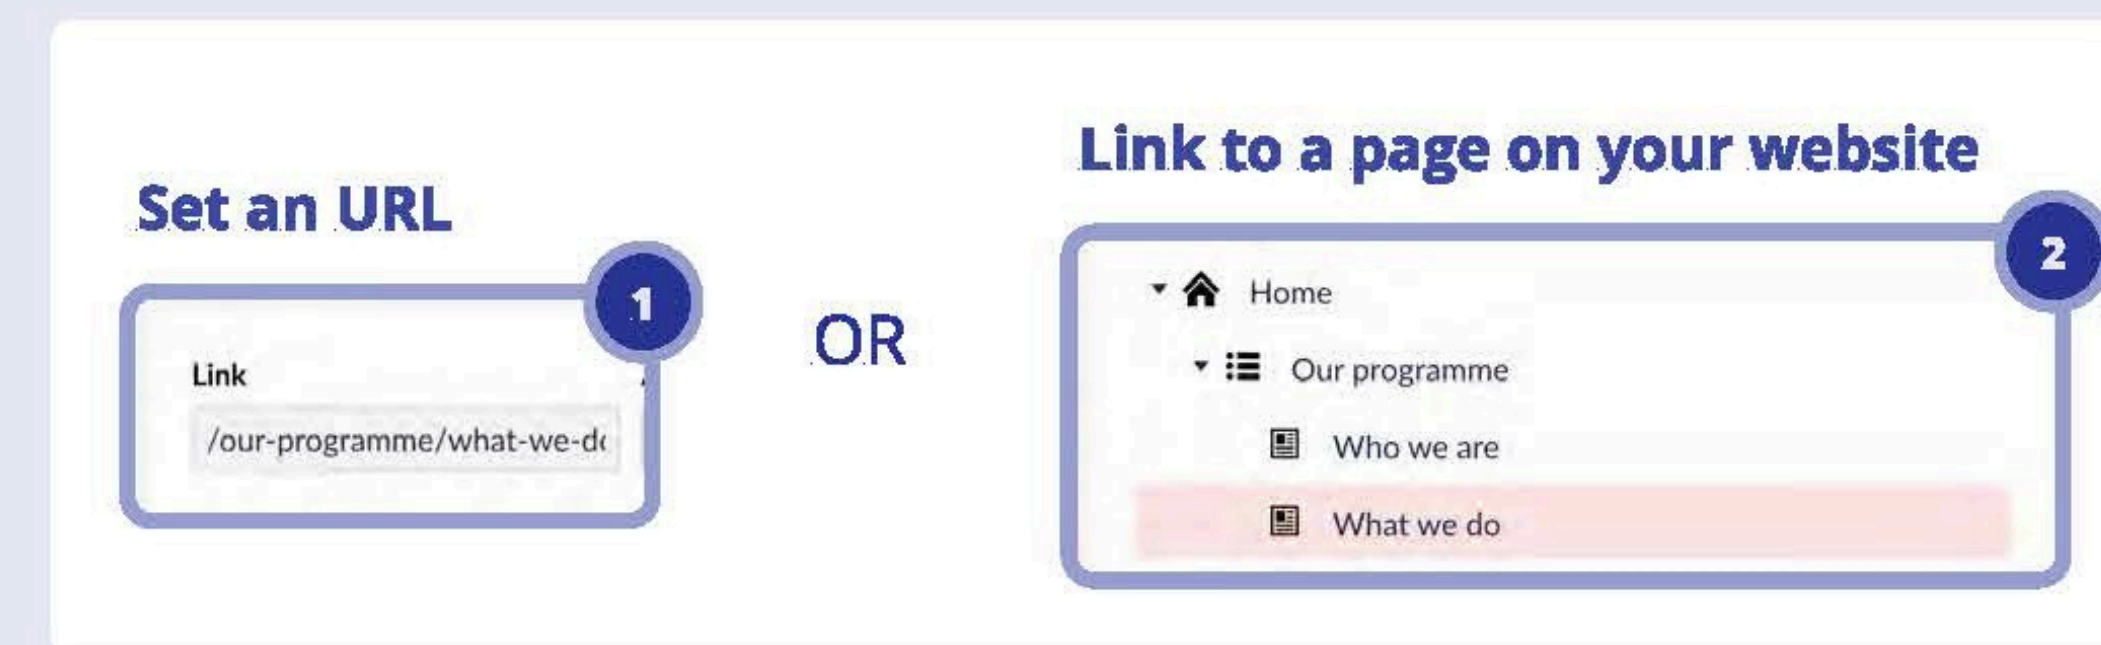 Set an URL
1
Link
/our-programme/what-we-d
OR
Link to a page on your website
2
Home
Our programme
Who we are
What we do